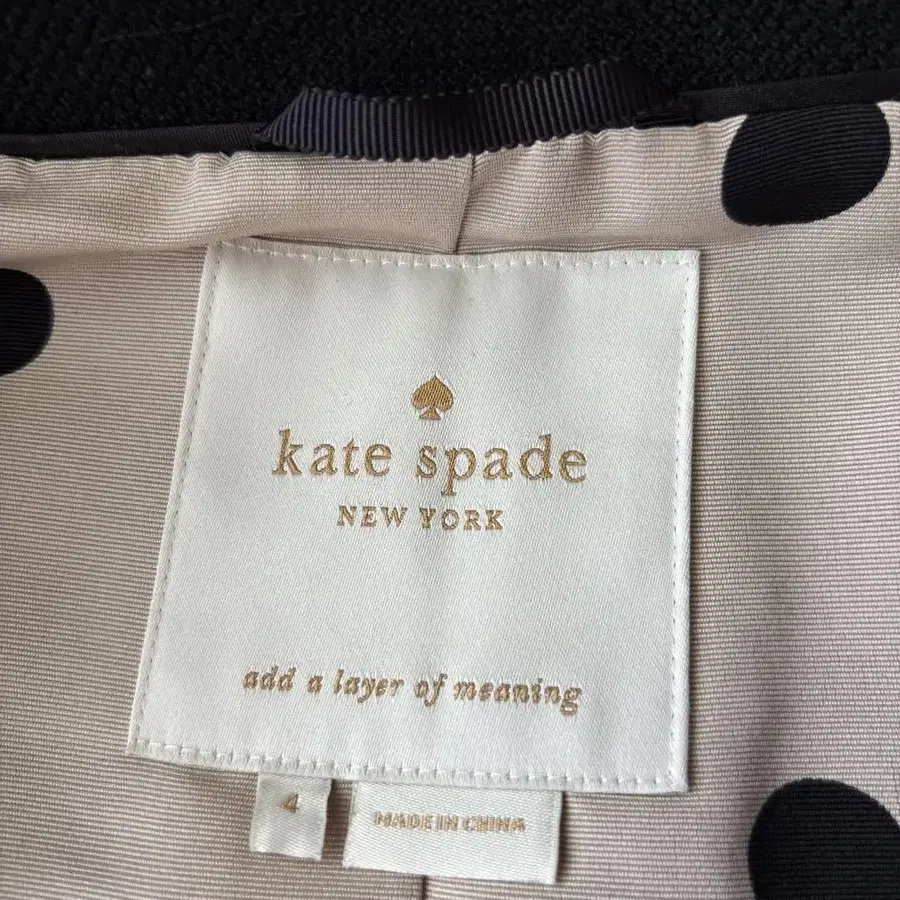 kate spade
NEW YORK
add a layer of meaning
4
MADE IN CHINA